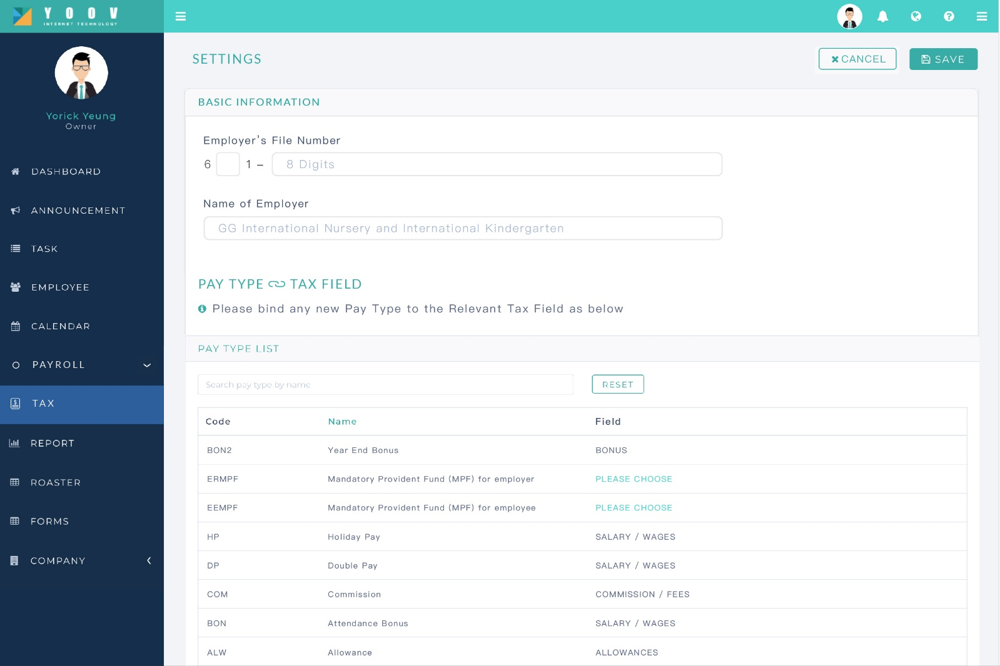 YOOV
INTERNET TECHNOLOGY
Yorick Yeung
Owner
DASHBOARD
ANNOUNCEMENT
TASK
EMPLOYEE
CALENDAR
PAYROLL
TAX
REPORT
ROASTER
FORMS
COMPANY
SETTINGS
CANCEL
SAVE
BASIC INFORMATION
Employer's File Number
6 1 – 8 Digits
Name of Employer
GG International Nursery and International Kindergarten
PAY TYPE TAX FIELD
Please bind any new Pay Type to the Relevant Tax Field as below
PAY TYPE LIST
Search pay type by name
RESET
Code Name Field
BON2 Year End Bonus BONUS
ERMPF Mandatory Provident Fund (MPF) for employer PLEASE CHOOSE
EEMPF Mandatory Provident Fund (MPF) for employee PLEASE CHOOSE
HP Holiday Pay SALARY / WAGES
DP Double Pay SALARY / WAGES
COM Commission COMMISSION / FEES
BON Attendance Bonus SALARY / WAGES
ALW Allowance ALLOWANCES